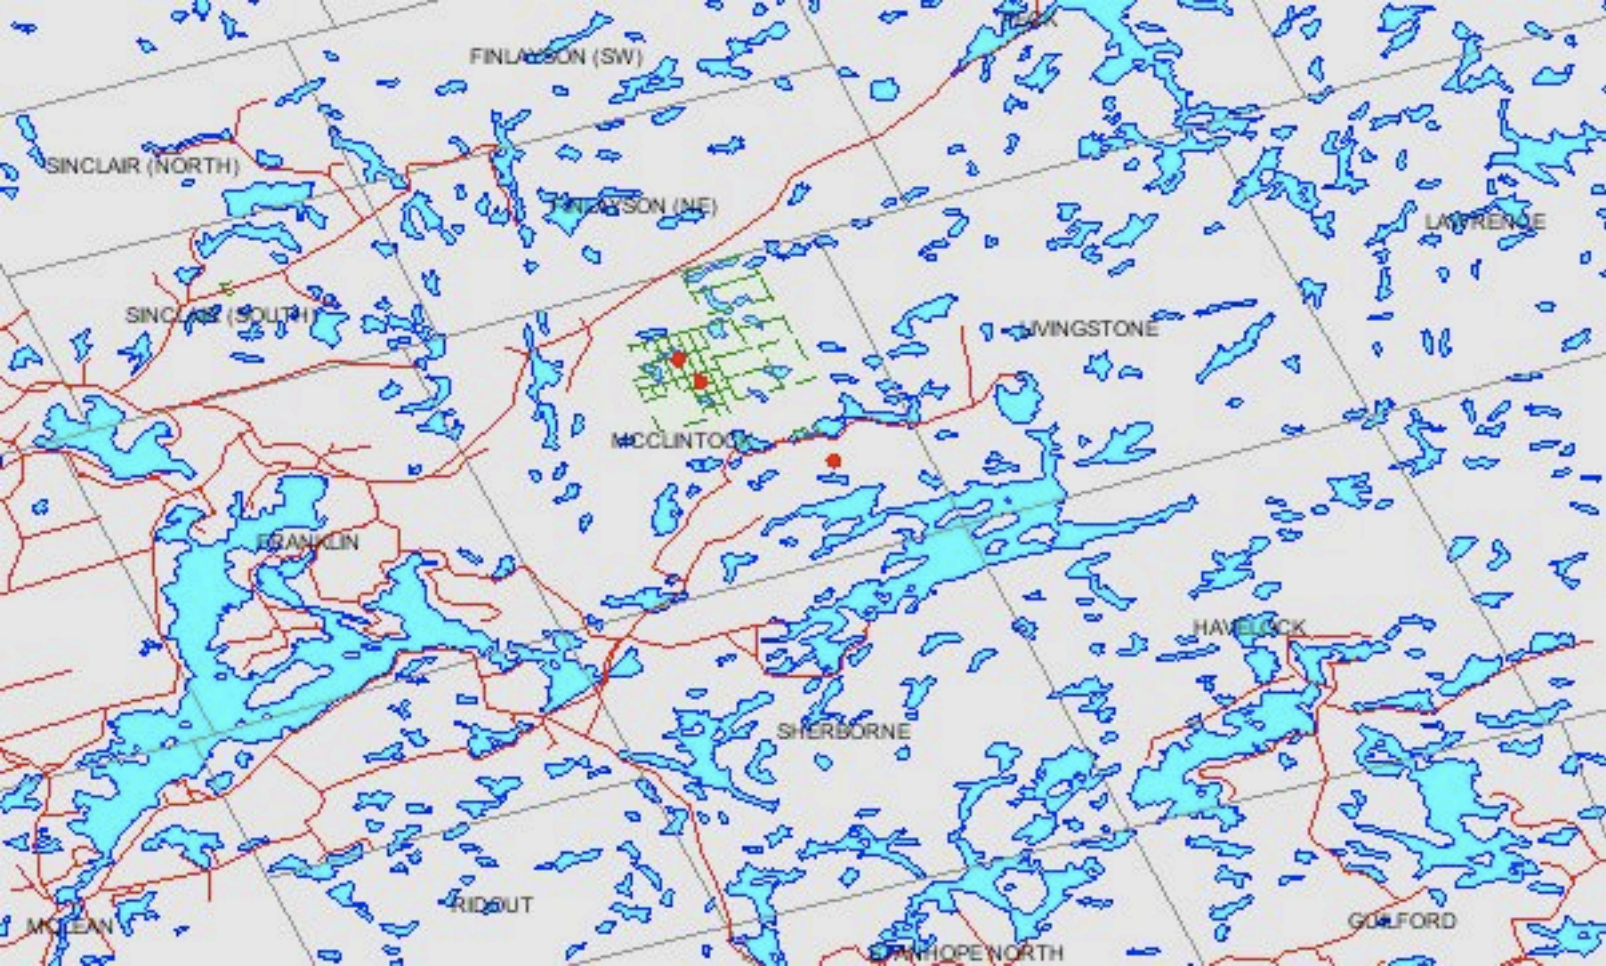 PECK
FINLAYSON (SW)
SINCLAIR (NORTH)
FINLAYSON (NE)
LAWRENCE
SINCLAIR (SOUTH)
LIVINGSTONE
MCCLINTOCK
FRANKLIN
HAVELOCK
SHERBORNE
RIDOUT
GUILFORD
MCLEAN
STANHOPE NORTH